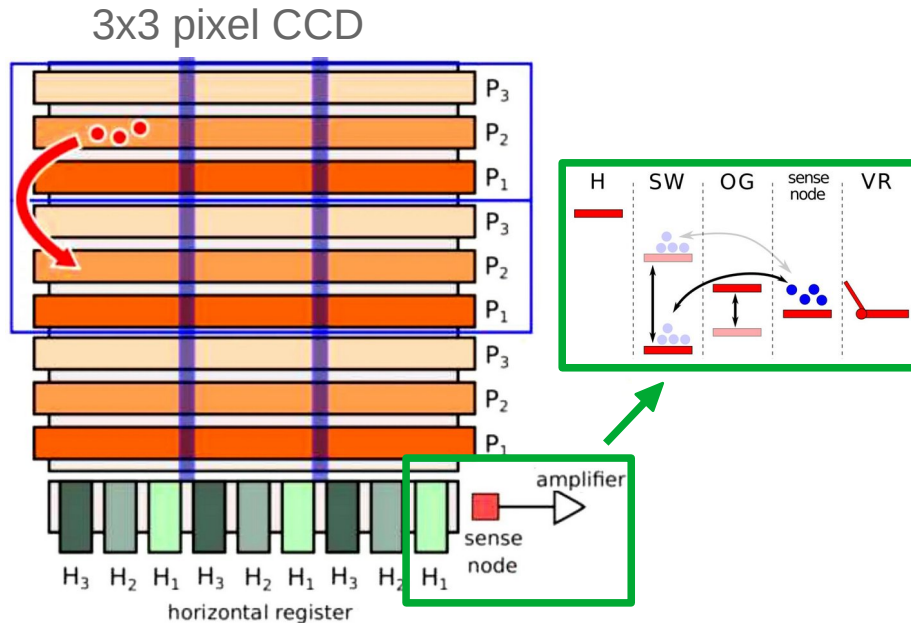 3x3 pixel CCD
P3
P2
P1
P3
P2
P1
P3
P2
P1
H SW OG sense node VR
amplifier
sense
node
H3 H2 H1 H3 H2 H1 H3 H2 H1
horizontal register